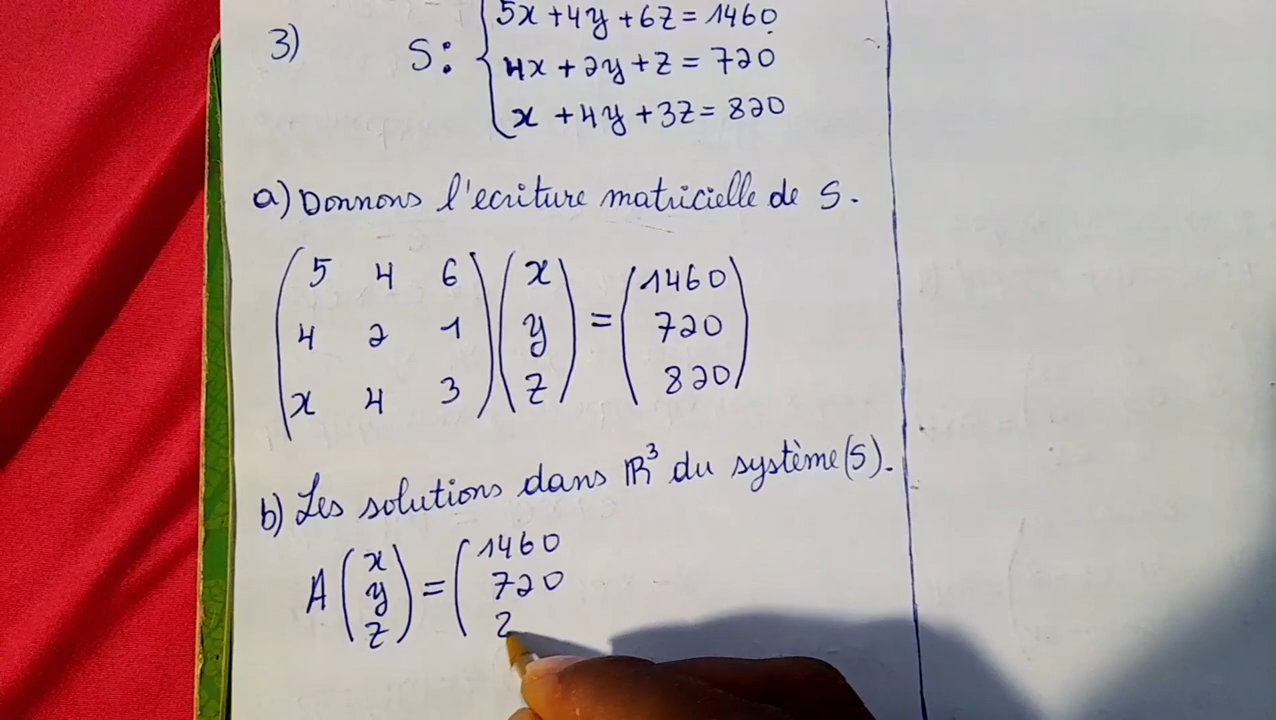 5x + 4y + 6z = 1460
3) S: 4x + 2y + z = 720
x + 4y + 3z = 820
a) Donnons l'ecriture matricielle de S.
5 4 6 x 1460
4 2 1 y = 720
x 4 3 z 820
b) Les solutions dans ℝ³ du système (S).
x 1460
A y = 720
z 2